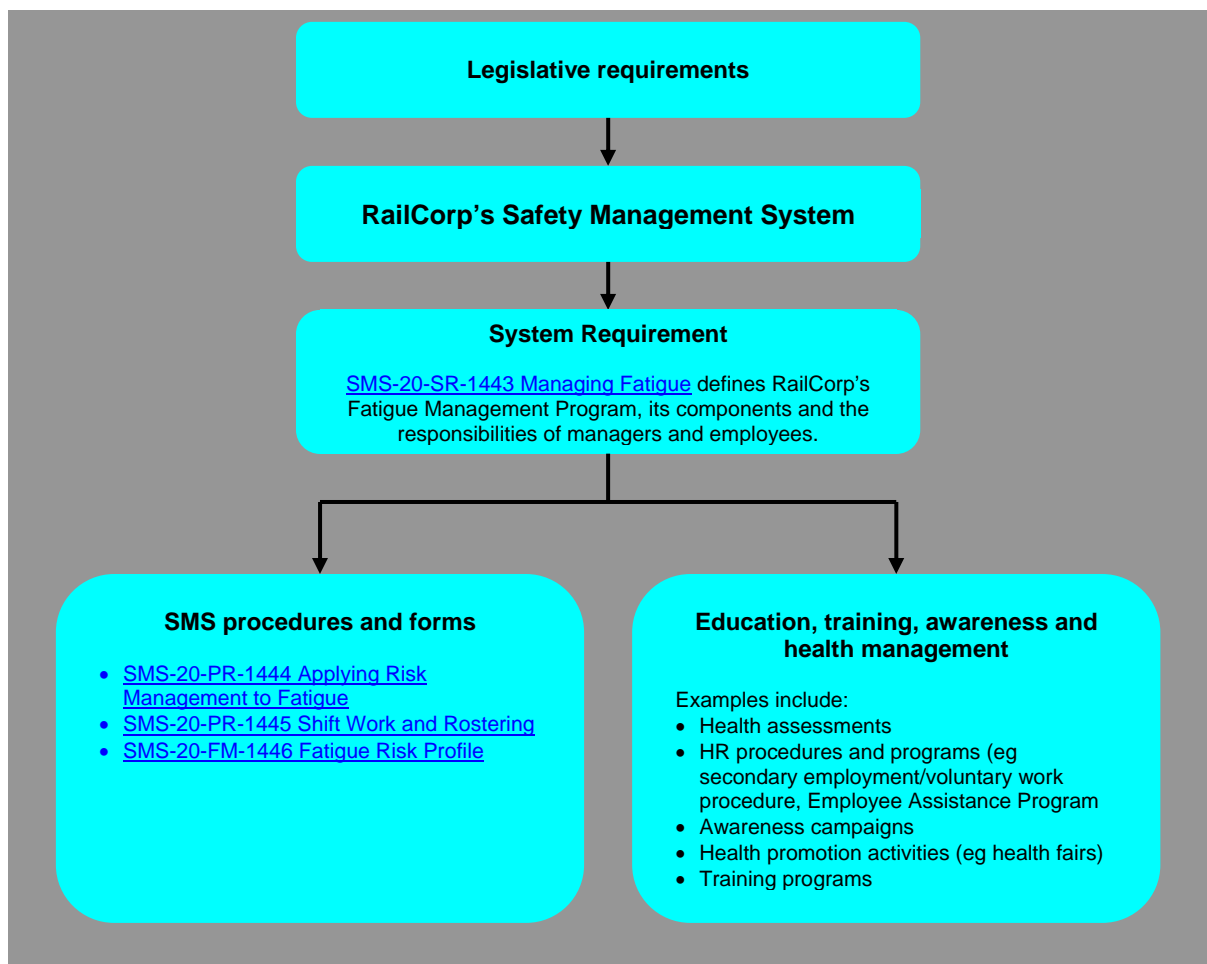 Legislative requirements
RailCorp’s Safety Management System
System Requirement
SMS-20-SR-1443 Managing Fatigue defines RailCorp’s
Fatigue Management Program, its components and the
responsibilities of managers and employees.
SMS procedures and forms
• SMS-20-PR-1444 Applying Risk
Management to Fatigue
• SMS-20-PR-1445 Shift Work and Rostering
• SMS-20-FM-1446 Fatigue Risk Profile
Education, training, awareness and
health management
Examples include:
• Health assessments
• HR procedures and programs (eg
secondary employment/voluntary work
procedure, Employee Assistance Program
• Awareness campaigns
• Health promotion activities (eg health fairs)
• Training programs